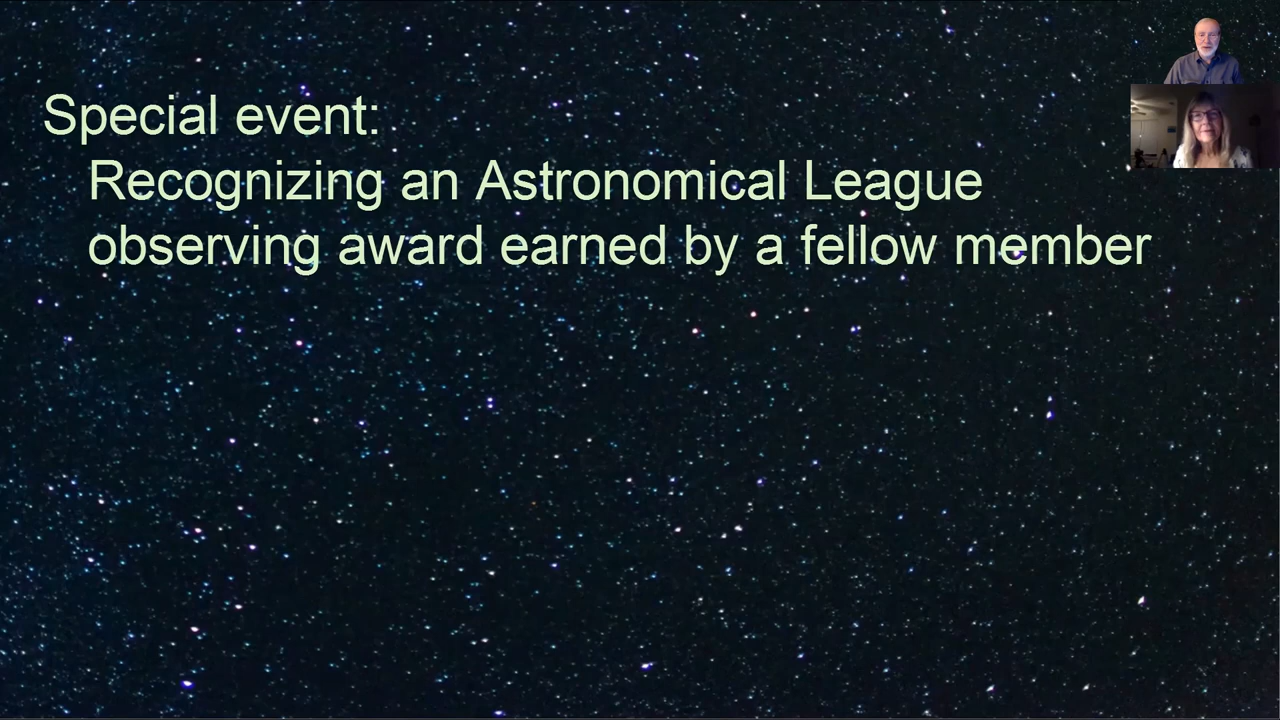 Special event:
Recognizing an Astronomical League
observing award earned by a fellow member